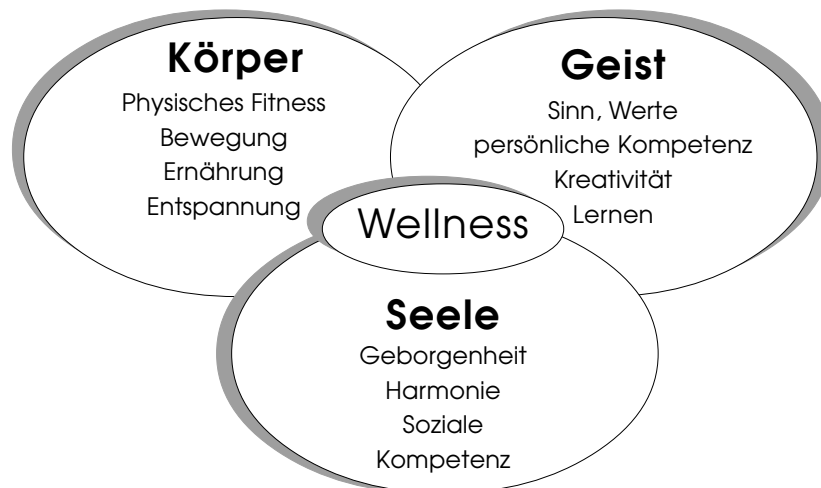 Körper
Physisches Fitness
Bewegung
Ernährung
Entspannung
Geist
Sinn, Werte
persönliche Kompetenz
Kreativität
Lernen
Wellness
Seele
Geborgenheit
Harmonie
Soziale
Kompetenz